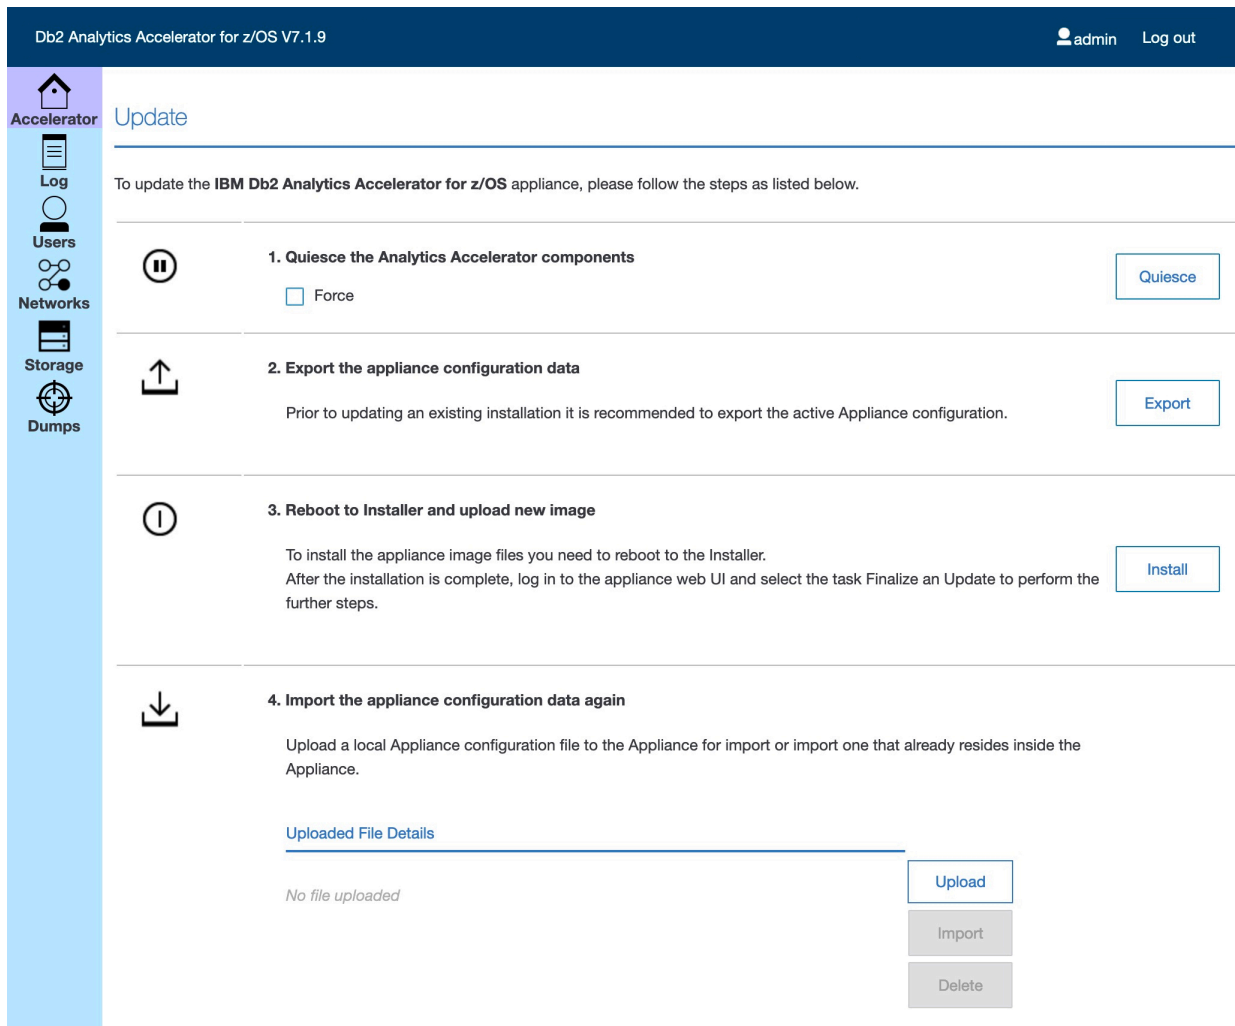 Db2 Analytics Accelerator for z/OS V7.1.9
admin
Log out
Accelerator
Log
Users
Networks
Storage
Dumps
Update
To update the IBM Db2 Analytics Accelerator for z/OS appliance, please follow the steps as listed below.
1. Quiesce the Analytics Accelerator components
Force
Quiesce
2. Export the appliance configuration data
Prior to updating an existing installation it is recommended to export the active Appliance configuration.
Export
3. Reboot to Installer and upload new image
To install the appliance image files you need to reboot to the Installer.
After the installation is complete, log in to the appliance web UI and select the task Finalize an Update to perform the
further steps.
Install
4. Import the appliance configuration data again
Upload a local Appliance configuration file to the Appliance for import or import one that already resides inside the
Appliance.
Uploaded File Details
No file uploaded
Upload
Import
Delete